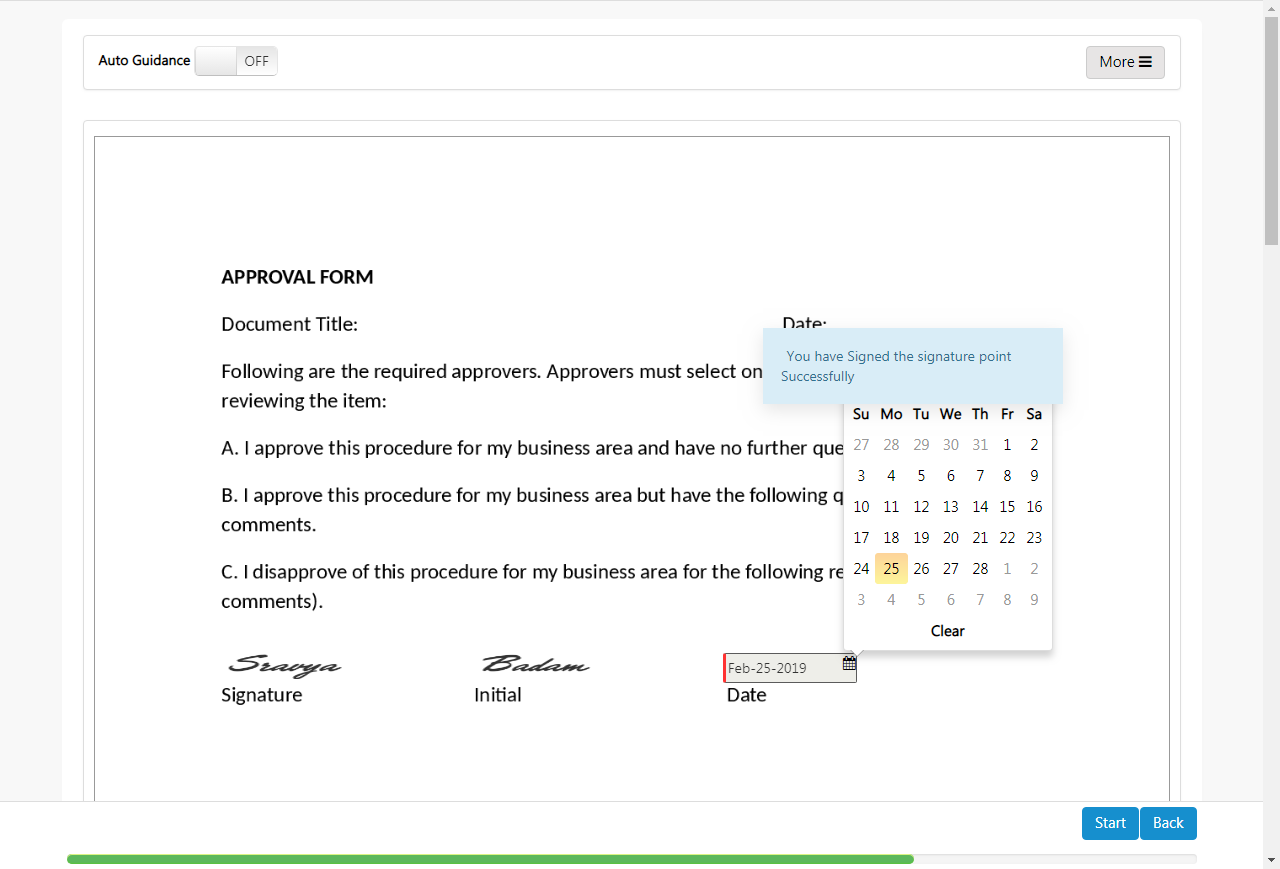 Auto Guidance OFF More
APPROVAL FORM
Document Title: Date:
You have Signed the signature point
Successfully
Following are the required approvers. Approvers must select on
reviewing the item:
A. I approve this procedure for my business area and have no further que
B. I approve this procedure for my business area but have the following q
comments.
C. I disapprove of this procedure for my business area for the following re
comments).
Su Mo Tu We Th Fr Sa
27 28 29 30 31 1 2
3 4 5 6 7 8 9
10 11 12 13 14 15 16
17 18 19 20 21 22 23
24 25 26 27 28 1 2
3 4 5 6 7 8 9
Clear
Sravya Badam Feb-25-2019
Signature Initial Date
Start Back